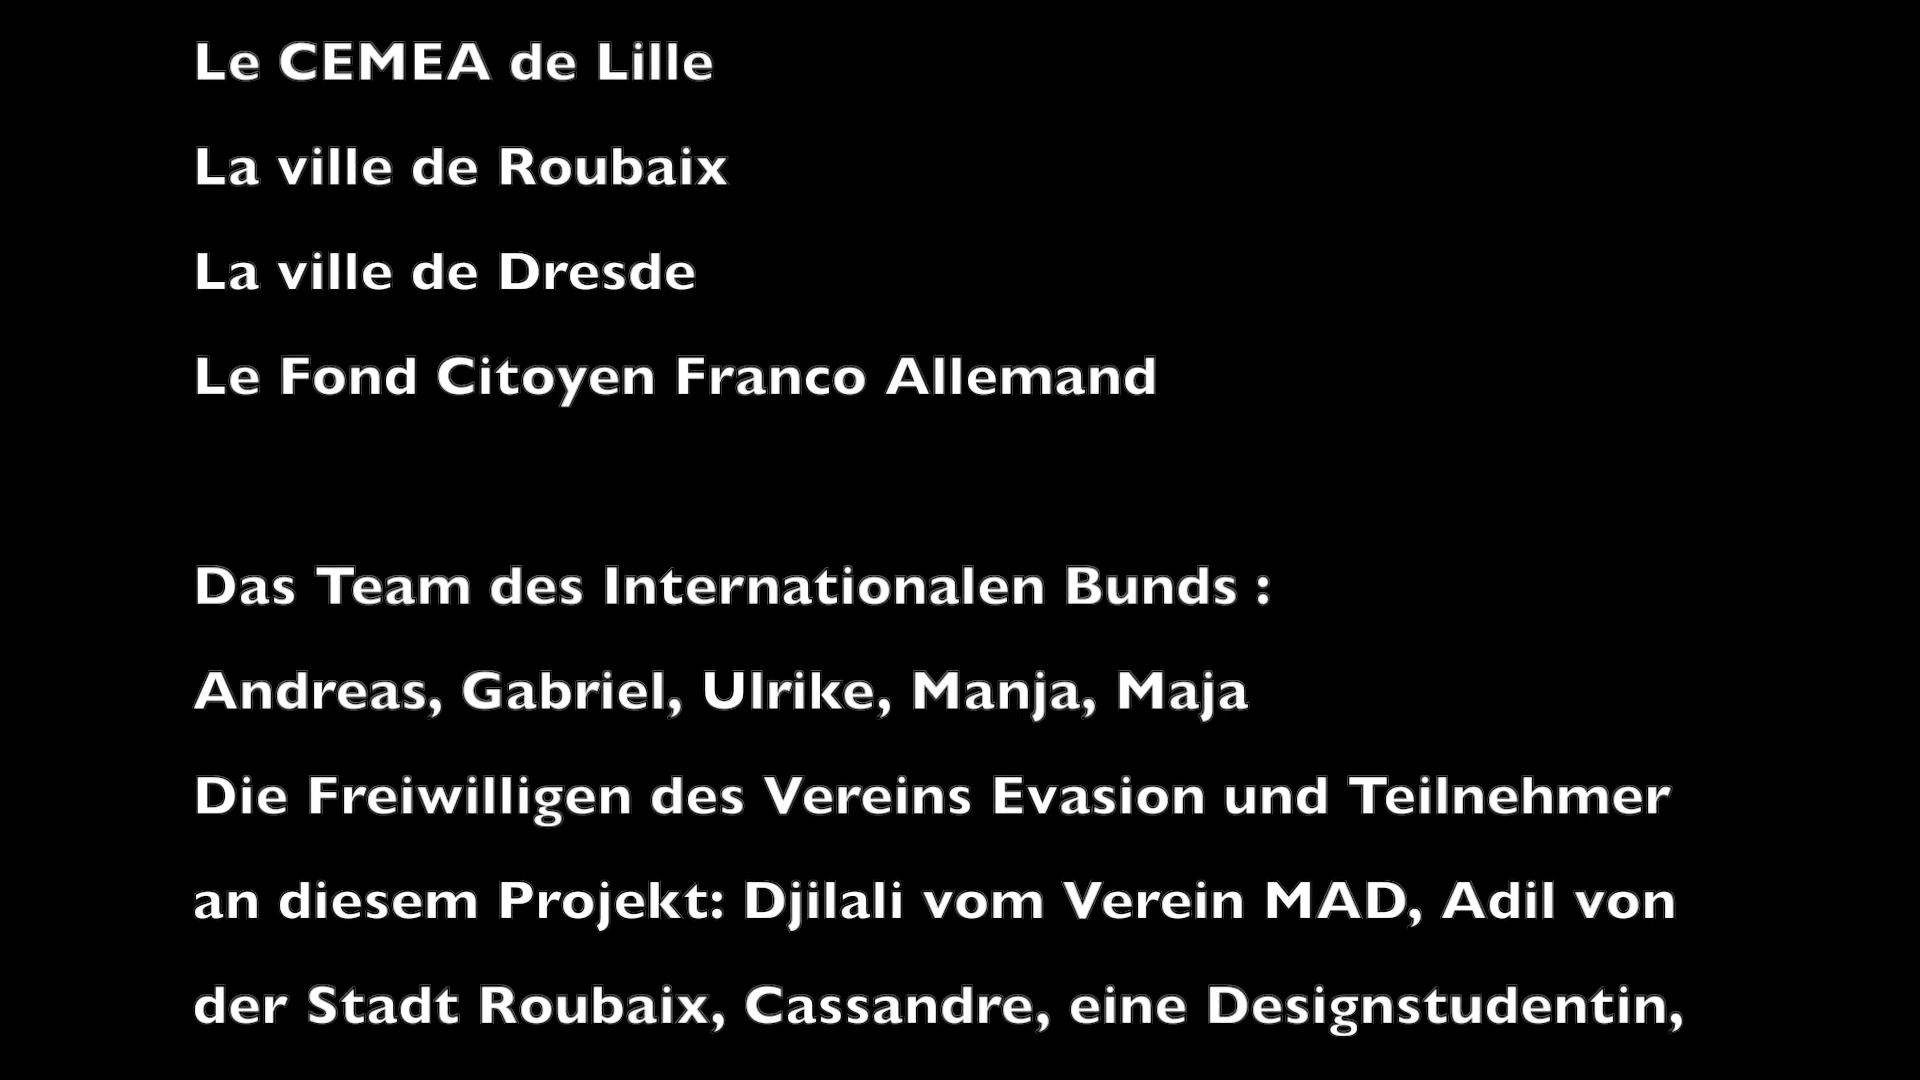 Le CEMEA de Lille
La ville de Roubaix
La ville de Dresde
Le Fond Citoyen Franco Allemand
Das Team des Internationalen Bunds :
Andreas, Gabriel, Ulrike, Manja, Maja
Die Freiwilligen des Vereins Evasion und Teilnehmer
an diesem Projekt: Djilali vom Verein MAD, Adil von
der Stadt Roubaix, Cassandre, eine Designstudentin,